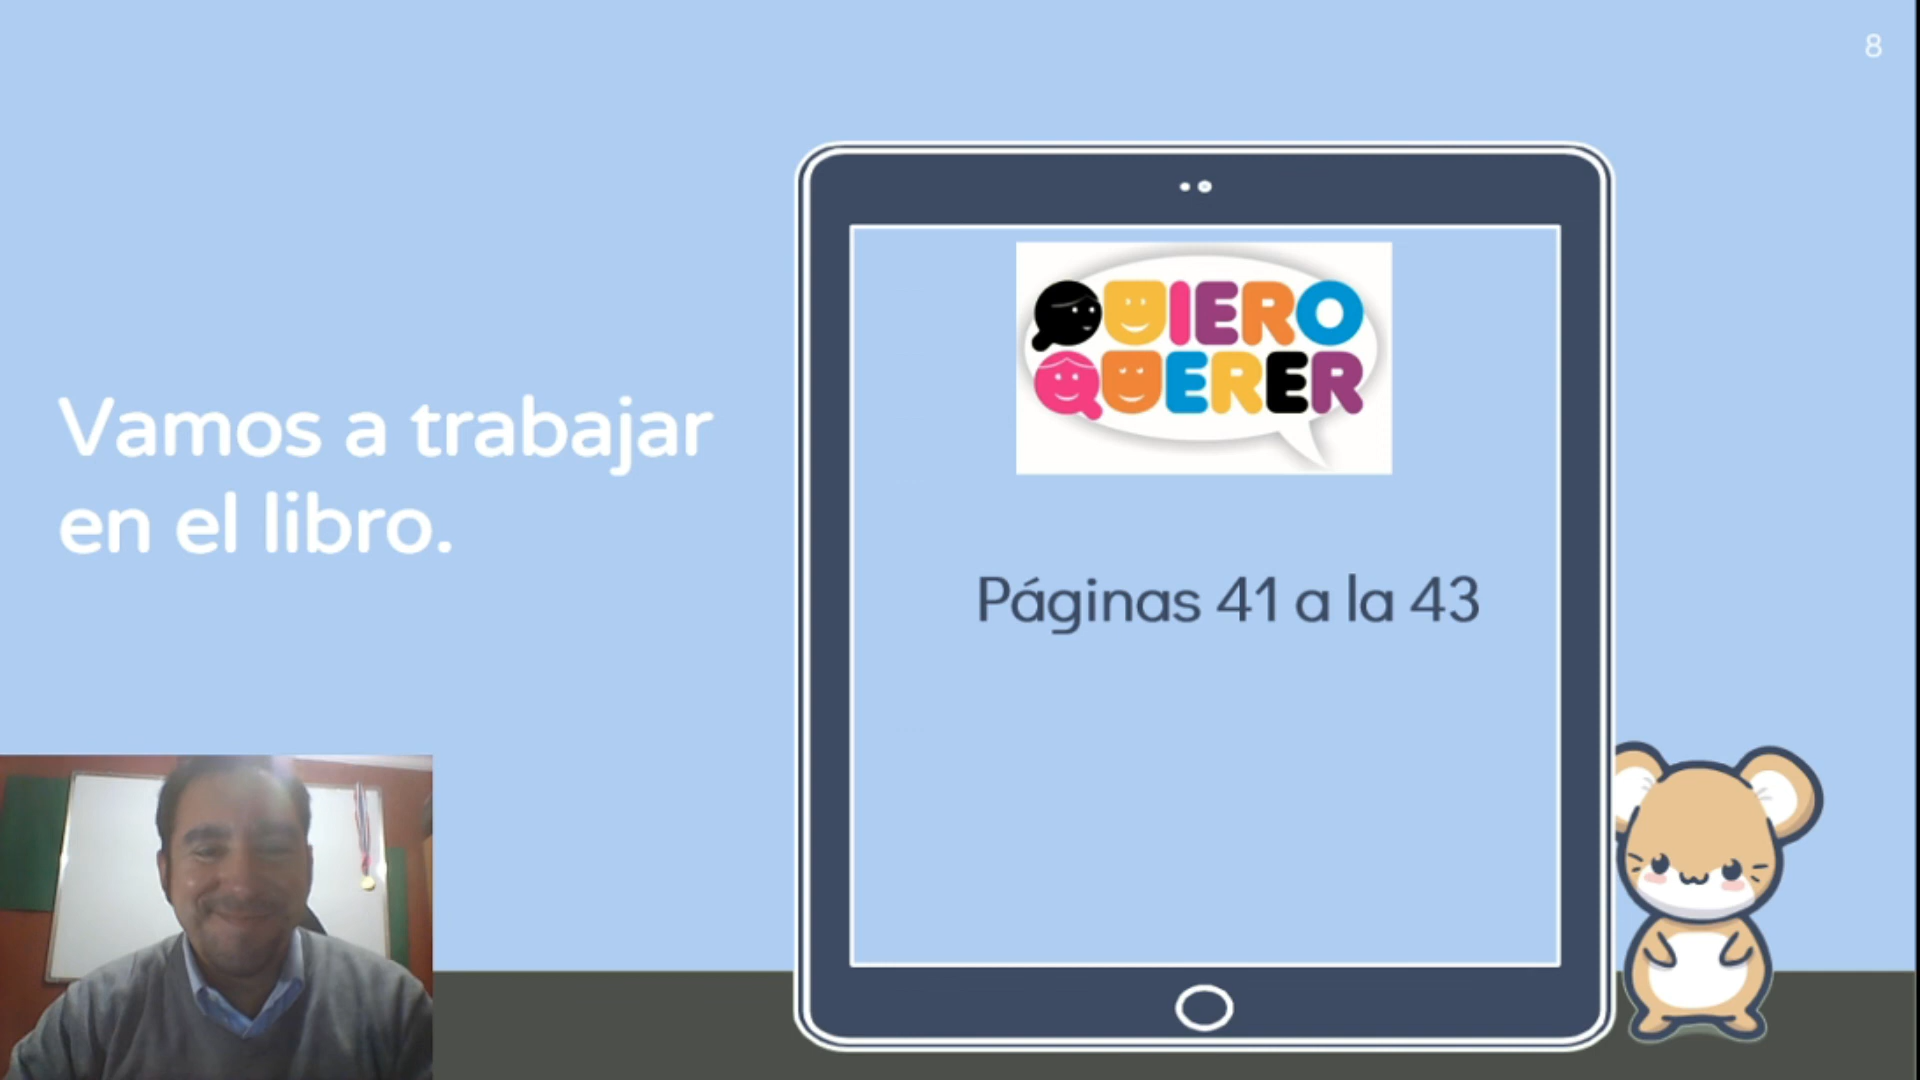 8
Vamos a trabajar
en el libro.
QUIERO
QUERER
Páginas 41 a la 43